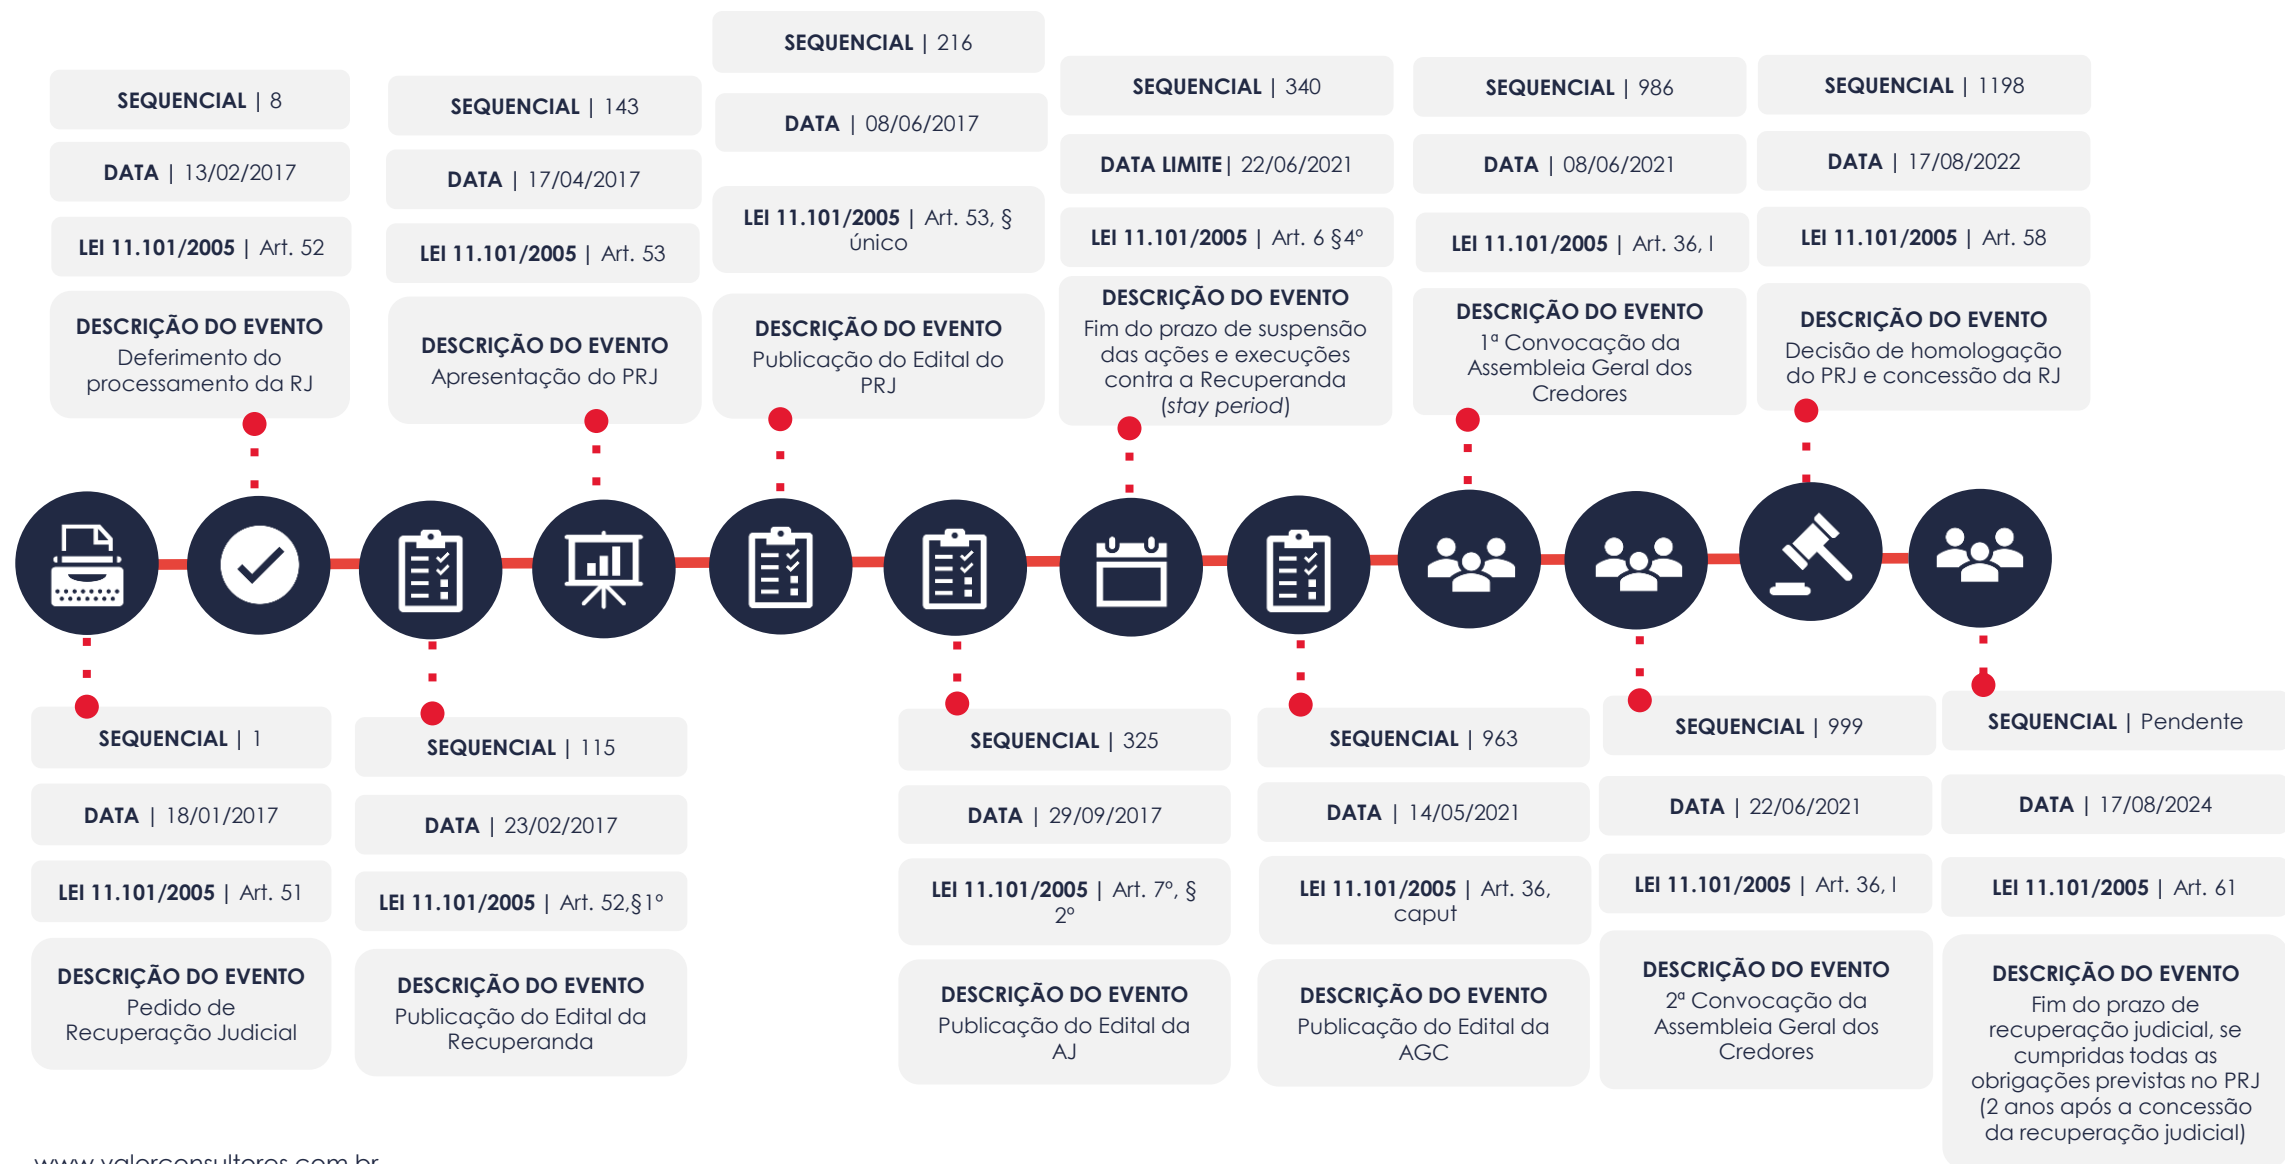 SEQUENCIAL | 8
DATA | 13/02/2017
LEI 11.101/2005 | Art. 52
DESCRIÇÃO DO EVENTO
Deferimento do
processamento da RJ
SEQUENCIAL | 143
DATA | 17/04/2017
LEI 11.101/2005 | Art. 53
DESCRIÇÃO DO EVENTO
Apresentação do PRJ
SEQUENCIAL | 216
DATA | 08/06/2017
LEI 11.101/2005 | Art. 53, §
único
DESCRIÇÃO DO EVENTO
Publicação do Edital do
PRJ
SEQUENCIAL | 340
DATA LIMITE| 22/06/2021
LEI 11.101/2005 | Art. 6 §4º
DESCRIÇÃO DO EVENTO
Fim do prazo de suspensão
das ações e execuções
contra a Recuperanda
(stay period)
SEQUENCIAL | 986
DATA | 08/06/2021
LEI 11.101/2005 | Art. 36, I
DESCRIÇÃO DO EVENTO
1ª Convocação da
Assembleia Geral dos
Credores
SEQUENCIAL | 1198
DATA | 17/08/2022
LEI 11.101/2005 | Art. 58
DESCRIÇÃO DO EVENTO
Decisão de homologação
do PRJ e concessão da RJ
SEQUENCIAL | 1
DATA | 18/01/2017
LEI 11.101/2005 | Art. 51
DESCRIÇÃO DO EVENTO
Pedido de
Recuperação Judicial
SEQUENCIAL | 115
DATA | 23/02/2017
LEI 11.101/2005 | Art. 52,§1º
DESCRIÇÃO DO EVENTO
Publicação do Edital da
Recuperanda
SEQUENCIAL | 325
DATA | 29/09/2017
LEI 11.101/2005 | Art. 7º, §
2º
DESCRIÇÃO DO EVENTO
Publicação do Edital da
AJ
SEQUENCIAL | 963
DATA | 14/05/2021
LEI 11.101/2005 | Art. 36,
caput
DESCRIÇÃO DO EVENTO
Publicação do Edital da
AGC
SEQUENCIAL | 999
DATA | 22/06/2021
LEI 11.101/2005 | Art. 36, I
DESCRIÇÃO DO EVENTO
2ª Convocação da
Assembleia Geral dos
Credores
SEQUENCIAL | Pendente
DATA | 17/08/2024
LEI 11.101/2005 | Art. 61
DESCRIÇÃO DO EVENTO
Fim do prazo de
recuperação judicial, se
cumpridas todas as
obrigações previstas no PRJ
(2 anos após a concessão
da recuperação judicial)
www.valorconsultores.com.br